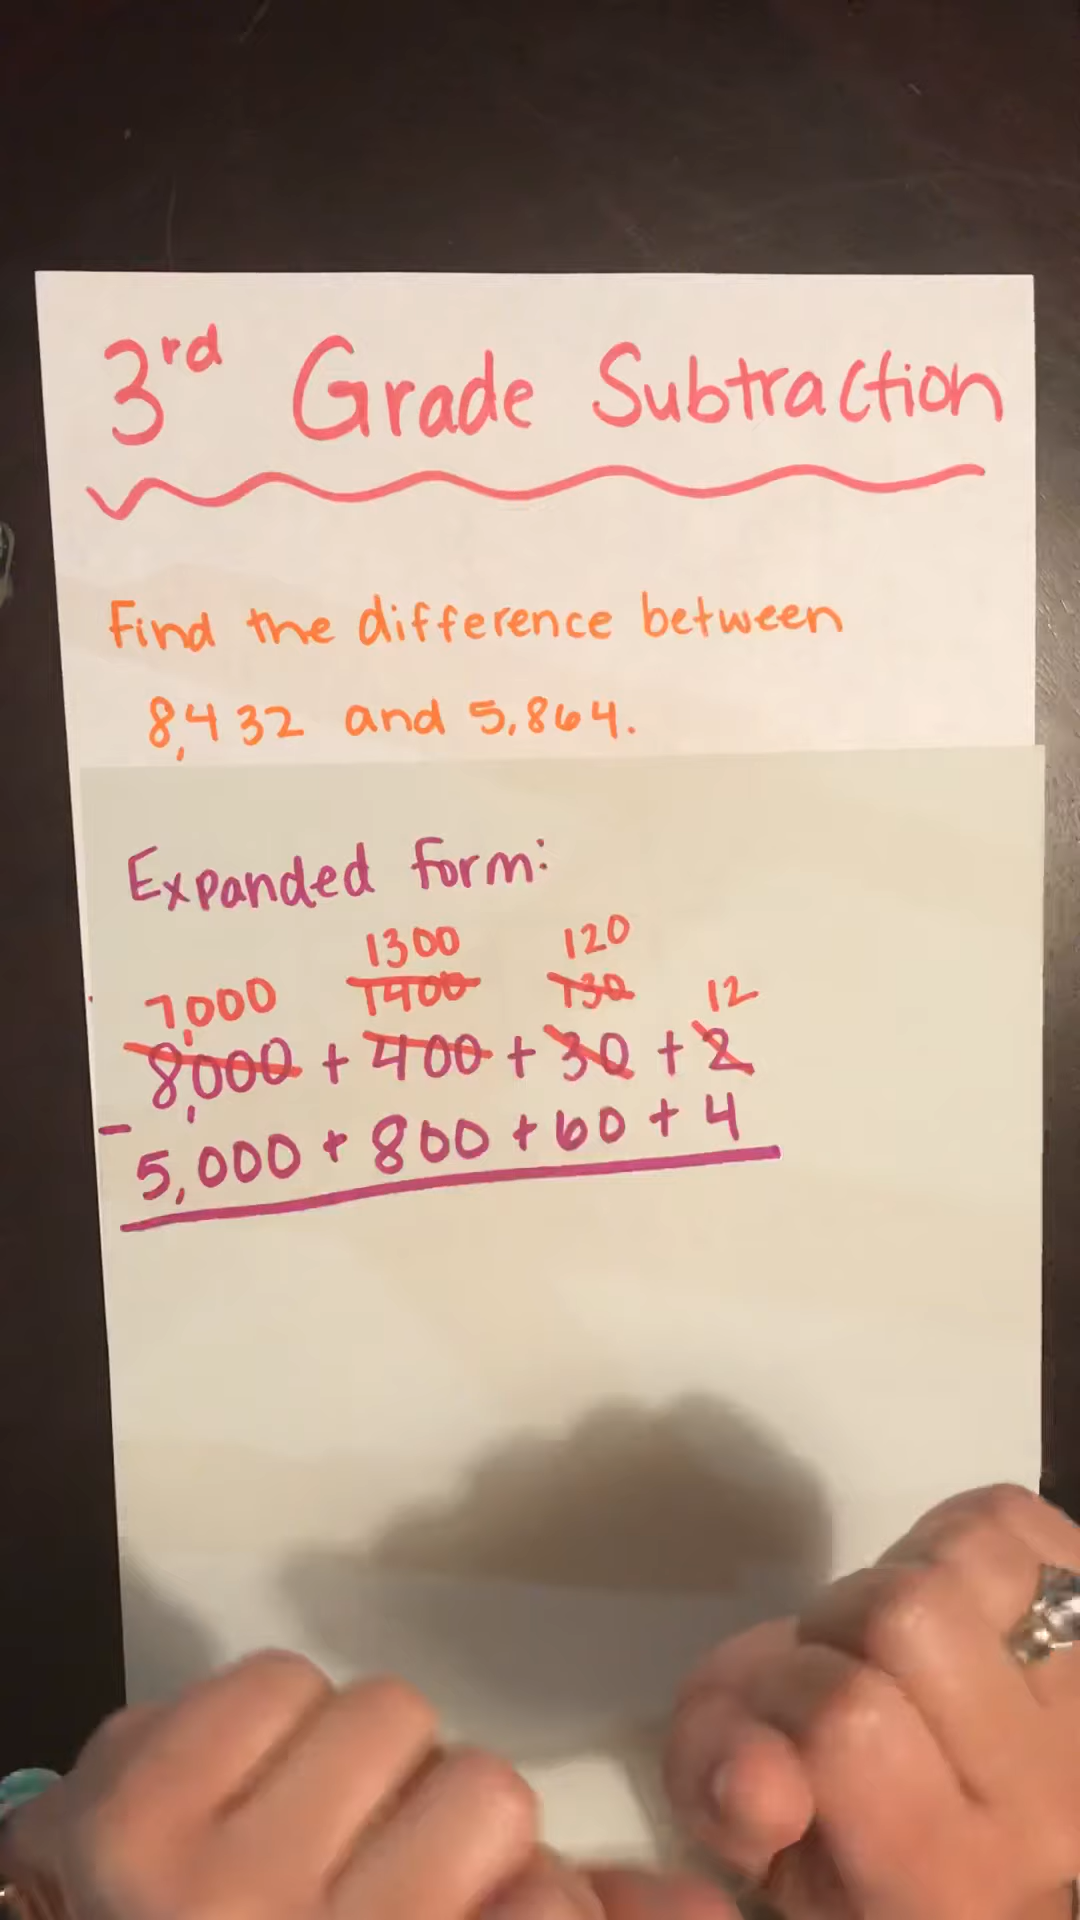 3rd Grade Subtraction
Find the difference between
8,432 and 5,864.
Expanded form:
1300 120
7,000 1400 130 12
8,000 + 400 + 30 + 2
- 5,000 + 800 + 60 + 4